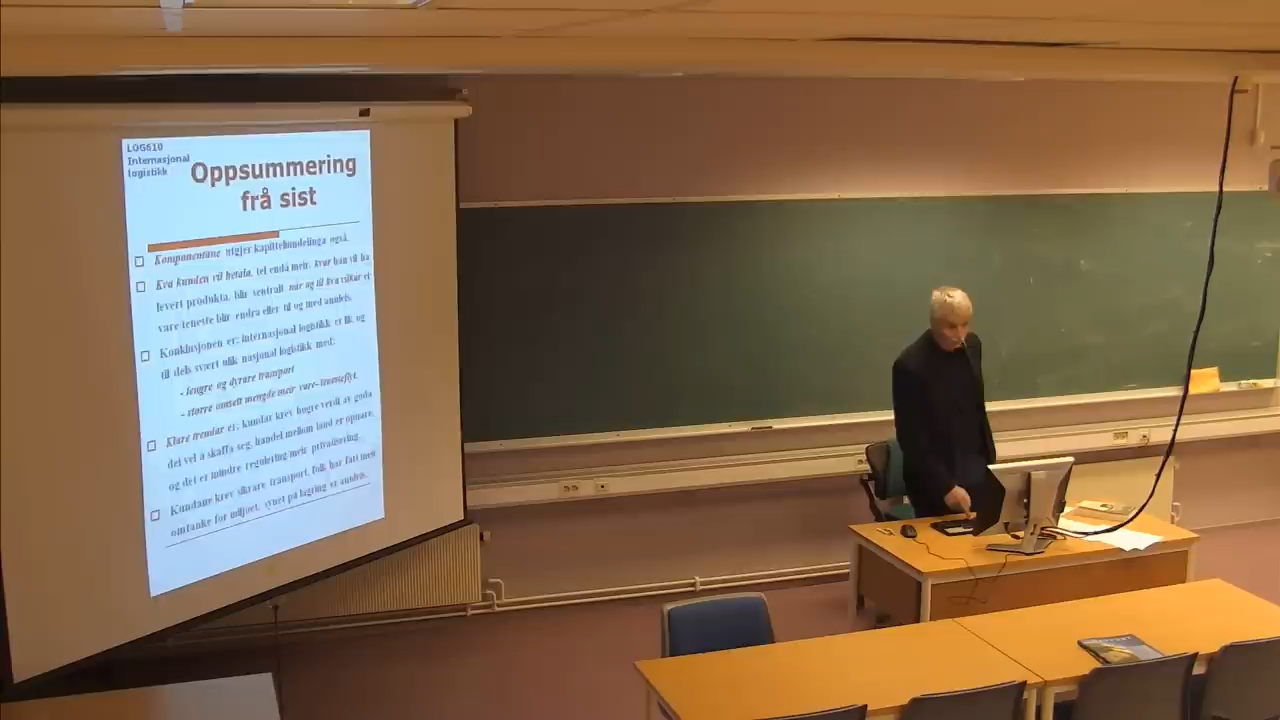 LOG610
Internasjonal
logistikk
Oppsummering
frå sist
Komponentane utgjer kapittelinndelinga også.
Kva kunden vil betala, tel endå meir, kvar han vil ha
levert produkta, blir sentralt når og til kva vilkår ei
vare teneste blir endra eller til og med annleis.
Konklusjonen er: internasjonal logistikk er lik og
til dels svært ulik nasjonal logistikk med:
- lengre og dyrare transport
- større omsett mengde meir vare-/
Klare trendar er: kundar krev høgre verdi av goda
dei vel å skaffa seg, handel mellom land er opnare,
og det er mindre regulering meir privatisering.
Kundane krev sikrare transport, folk har fått meir
omtanke for miljøet, synet på lagring er annleis.